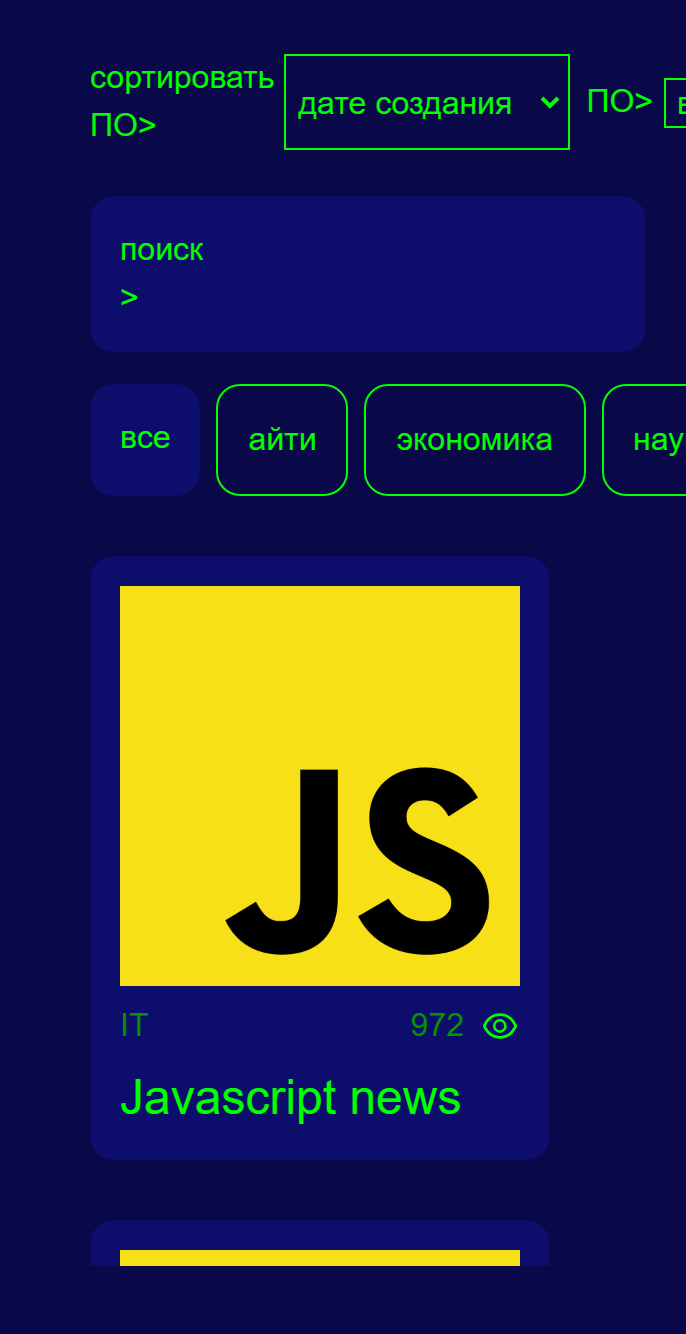 сортировать
ПО>
дате создания
ПО>
поиск
>
все
айти
экономика
нау
JS
IT
972
Javascript news